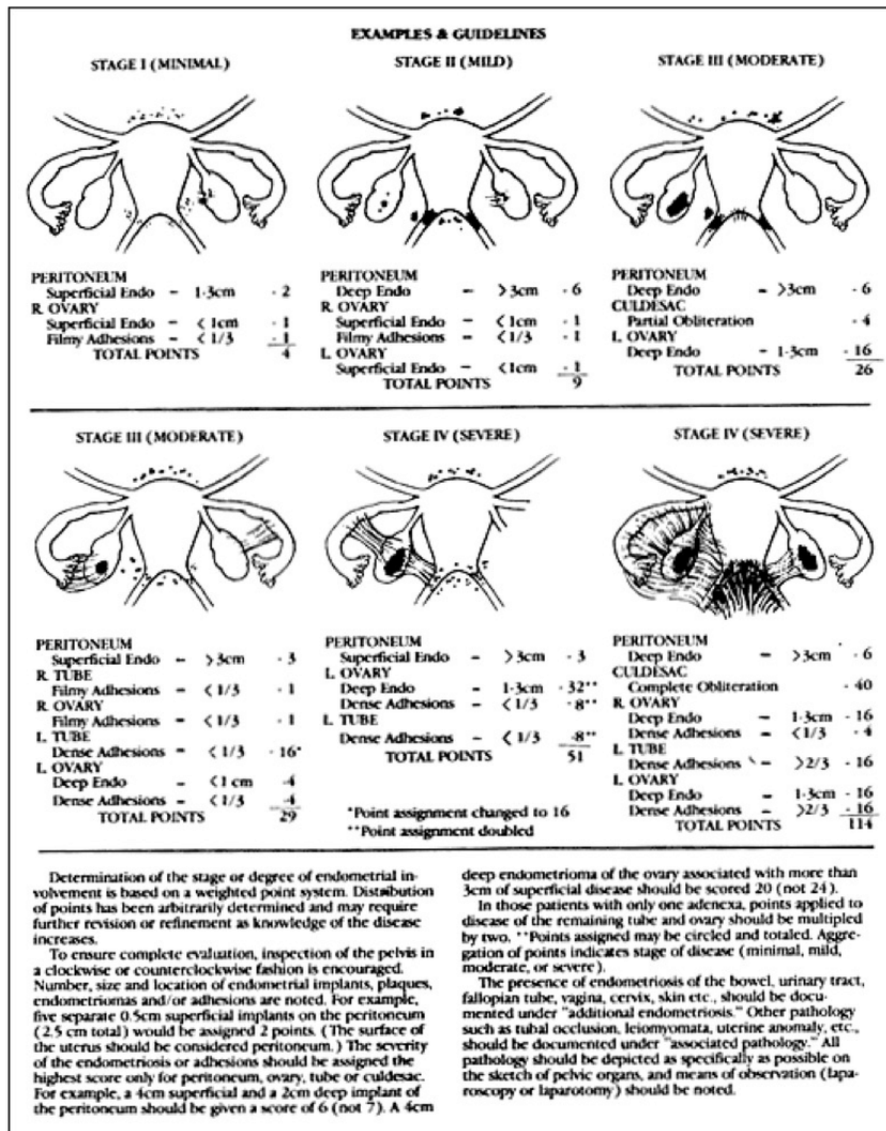 EXAMPLES & GUIDELINES
STAGE I (MINIMAL)
STAGE II (MILD)
STAGE III (MODERATE)
PERITONEUM
Superficial Endo – 1-3cm - 2
R. OVARY
Superficial Endo – < 1cm - 1
Filmy Adhesions – < 1/3 - 1
TOTAL POINTS 4
PERITONEUM
Deep Endo – > 3cm - 6
R. OVARY
Superficial Endo – < 1cm - 1
Filmy Adhesions – < 1/3 - 1
L. OVARY
Superficial Endo – <1cm - 1
TOTAL POINTS 9
PERITONEUM
Deep Endo – >3cm - 6
CULDESAC
Partial Obliteration - 4
L. OVARY
Deep Endo – 1-3cm - 16
TOTAL POINTS 26
STAGE III (MODERATE)
STAGE IV (SEVERE)
STAGE IV (SEVERE)
PERITONEUM
Superficial Endo – > 3cm - 3
R. TUBE
Filmy Adhesions – < 1/3 - 1
R. OVARY
Filmy Adhesions – < 1/3 - 1
L. TUBE
Dense Adhesions – < 1/3 - 16*
L. OVARY
Deep Endo – < 1 cm - 4
Dense Adhesions – < 1/3 - 4
TOTAL POINTS 29
PERITONEUM
Superficial Endo – > 3cm - 3
L. OVARY
Deep Endo – 1-3cm - 32**
Dense Adhesions – < 1/3 - 8**
L. TUBE
Dense Adhesions – < 1/3 - 8**
TOTAL POINTS 51
*Point assignment changed to 16
**Point assignment doubled
PERITONEUM
Deep Endo – >3cm - 6
CULDESAC
Complete Obliteration - 40
R. OVARY
Deep Endo – 1-3cm - 16
Dense Adhesions – <1/3 - 4
L. TUBE
Dense Adhesions – >2/3 - 16
L. OVARY
Deep Endo – 1-3cm - 16
Dense Adhesions – >2/3 - 16
TOTAL POINTS 114
Determination of the stage or degree of endometrial in-
volvement is based on a weighted point system. Distribution
of points has been arbitrarily determined and may require
further revision or refinement as knowledge of the disease
increases.
To ensure complete evaluation, inspection of the pelvis in
a clockwise or counterclockwise fashion is encouraged.
Number, size and location of endometrial implants, plaques,
endometriomas and/or adhesions are noted. For example,
five separate 0.5cm superficial implants on the peritoneum
(2.5 cm total) would be assigned 2 points. (The surface of
the uterus should be considered peritoneum.) The severity
of the endometriosis or adhesions should be assigned the
highest score only for peritoneum, ovary, tube or culdesac.
For example, a 4cm superficial and a 2cm deep implant of
the peritoneum should be given a score of 6 (not 7). A 4cm
deep endometrioma of the ovary associated with more than
3cm of superficial disease should be scored 20 (not 24).
In those patients with only one adenexa, points applied to
disease of the remaining tube and ovary should be multipled
by two. **Points assigned may be circled and totaled. Aggre-
gation of points indicates stage of disease (minimal, mild,
moderate, or severe).
The presence of endometriosis of the bowel, urinary tract,
fallopian tube, vagina, cervix, skin etc., should be docu-
mented under "additional endometriosis." Other pathology
such as tubal occlusion, leiomyomata, uterine anomaly, etc.,
should be documented under "associated pathology." All
pathology should be depicted as specifically as possible on
the sketch of pelvic organs, and means of observation (lapa-
roscopy or laparotomy) should be noted.